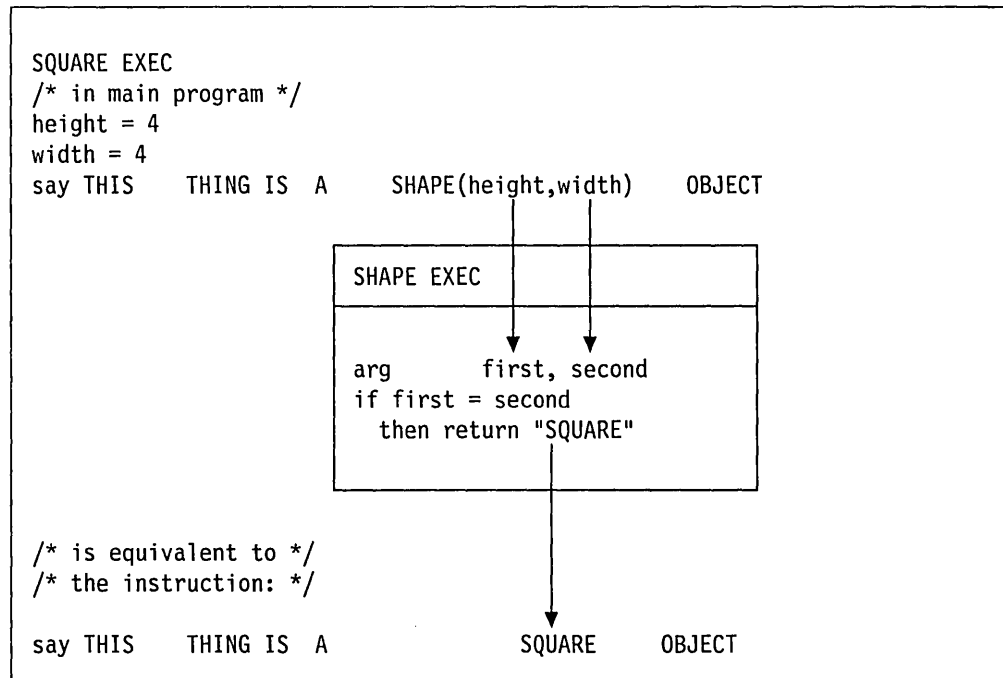 SQUARE EXEC
/* in main program */
height = 4
width = 4
say THIS    THING IS  A     SHAPE(height,width)    OBJECT
SHAPE EXEC
arg       first, second
if first = second
  then return "SQUARE"
/* is equivalent to */
/* the instruction: */
say THIS    THING IS  A               SQUARE     OBJECT